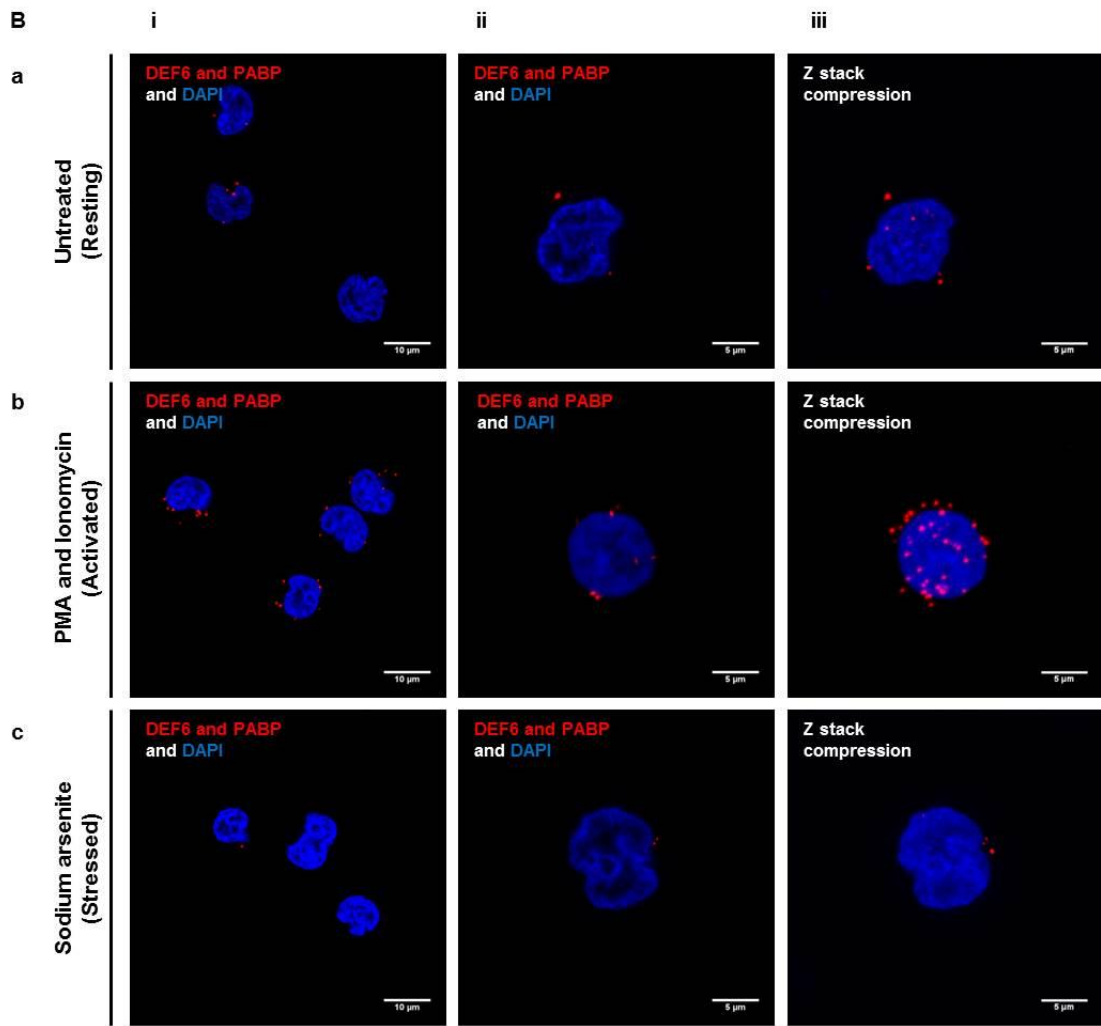 B
i
ii
iii
a
Untreated
(Resting)
DEF6 and PABP
and DAPI
10 µm
DEF6 and PABP
and DAPI
5 µm
Z stack
compression
5 µm
b
PMA and Ionomycin
(Activated)
DEF6 and PABP
and DAPI
10 µm
DEF6 and PABP
and DAPI
5 µm
Z stack
compression
5 µm
c
Sodium arsenite
(Stressed)
DEF6 and PABP
and DAPI
10 µm
DEF6 and PABP
and DAPI
5 µm
Z stack
compression
5 µm